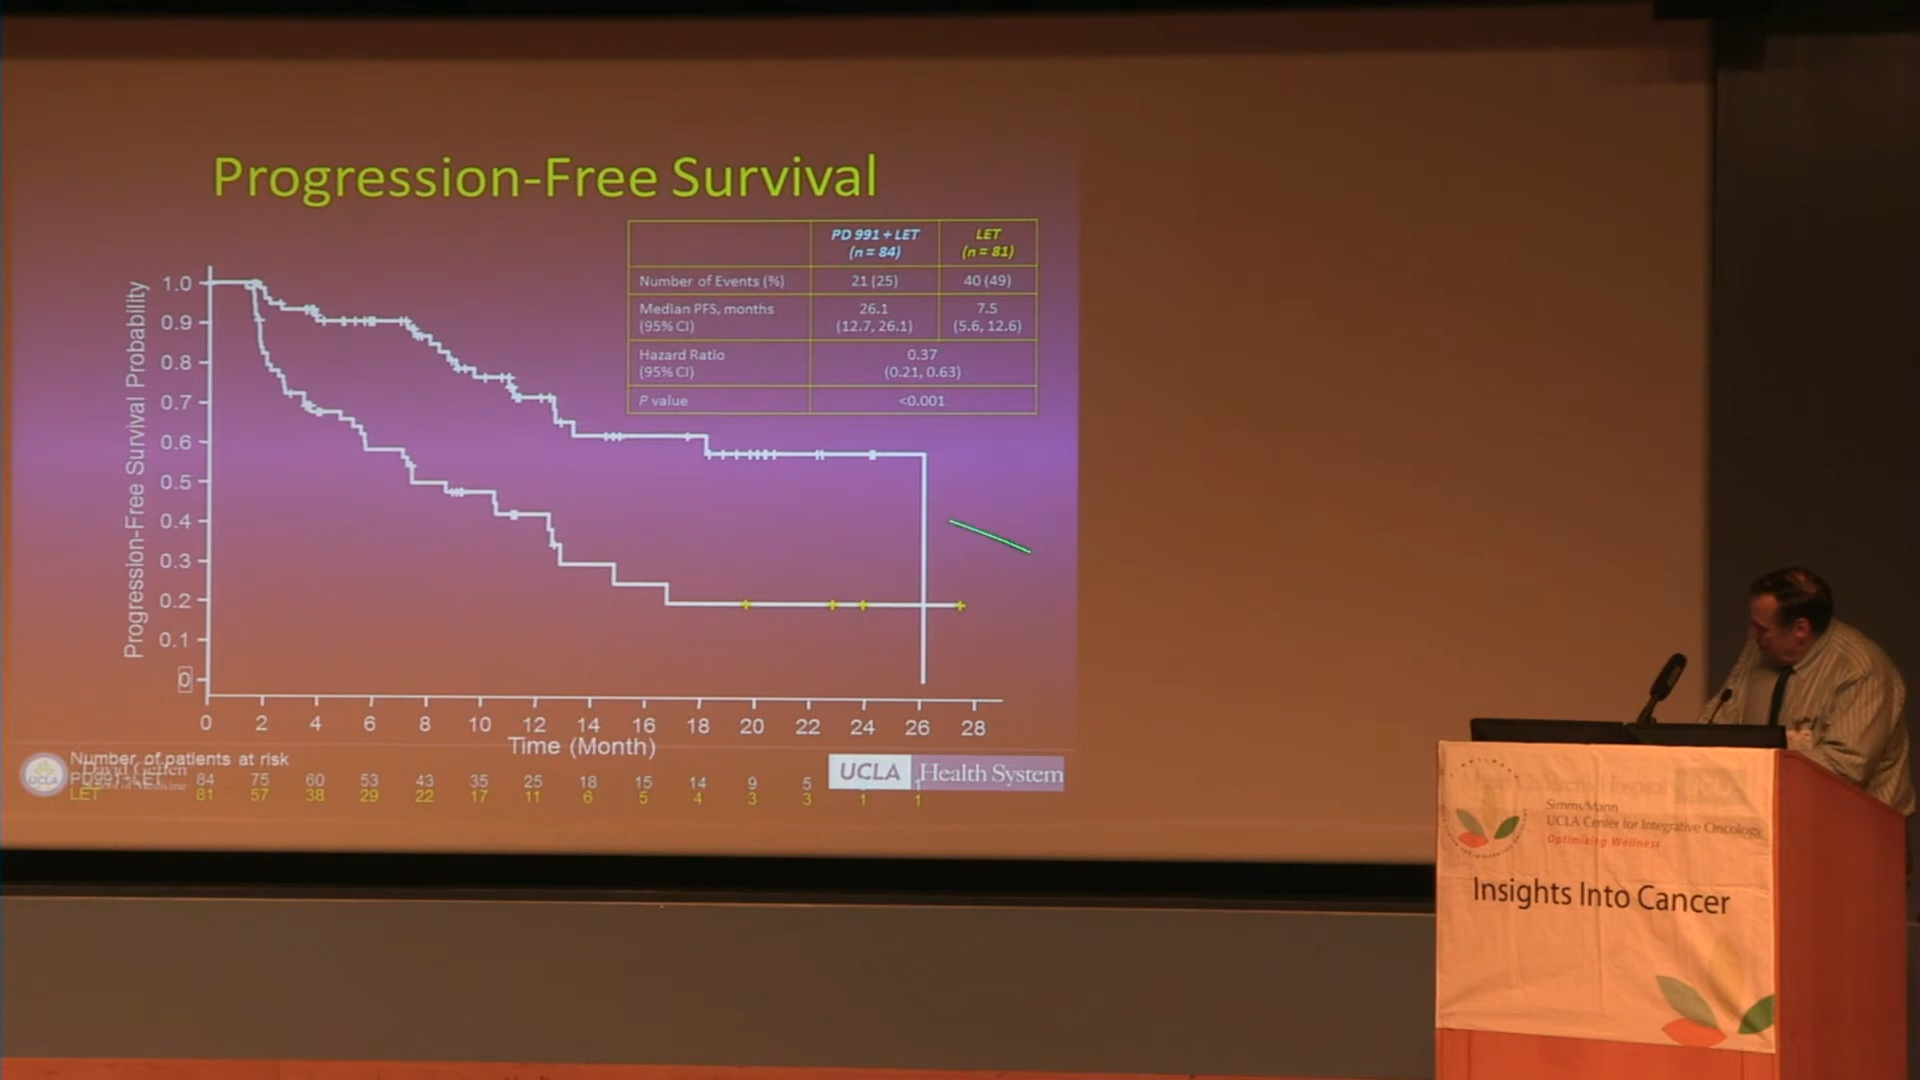 Progression-Free Survival
PD 991 + LET
(n = 84)
LET
(n = 81)
Number of Events (%)
21 (25)
40 (49)
Median PFS, months
(95% CI)
26.1
(12.7, 26.1)
7.5
(5.6, 12.6)
Hazard Ratio
(95% CI)
0.37
(0.21, 0.63)
P value
<0.001
Progression-Free Survival Probability
1.0
0.9
0.8
0.7
0.6
0.5
0.4
0.3
0.2
0.1
0
0 2 4 6 8 10 12 14 16 18 20 22 24 26 28
Time (Month)
Number of patients at risk
84 75 60 53 43 35 25 18 15 14 9 5
LET 81 57 38 29 22 17 11 6 5 4 3 3 1 1
UCLA
UCLA Health System
Simms/Mann
UCLA Center for Integrative Oncology
Optimizing Wellness
Insights Into Cancer